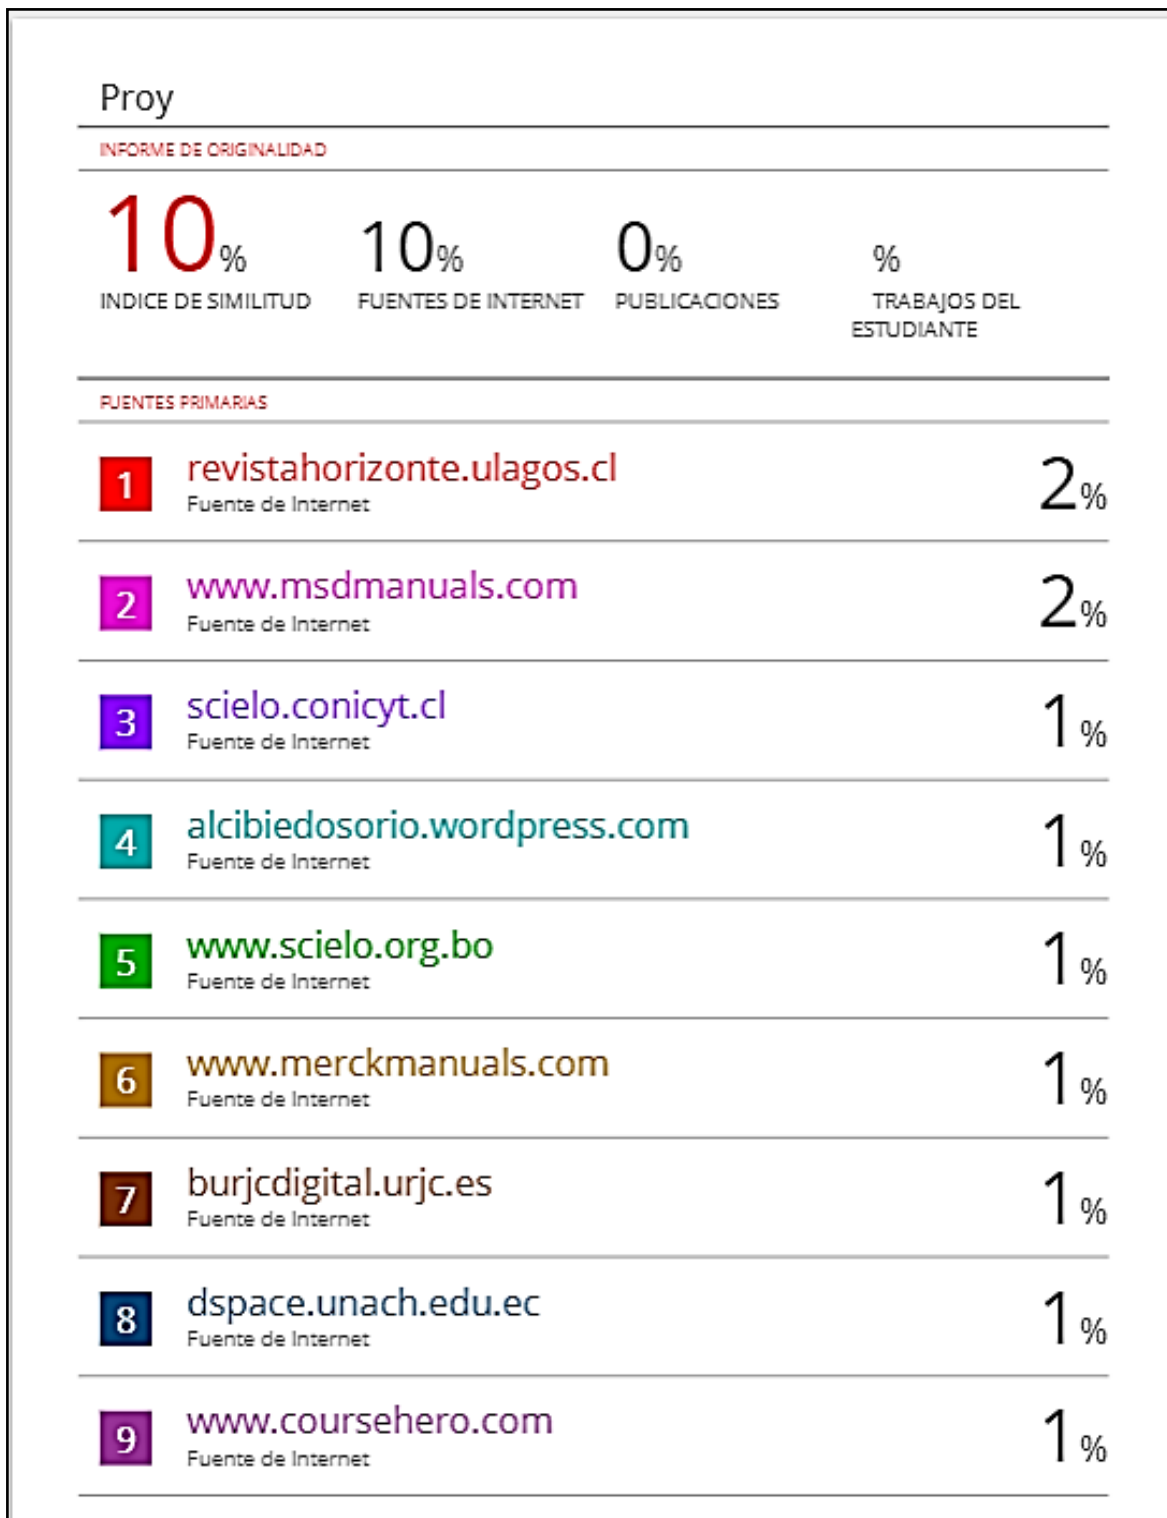 Proy
INFORME DE ORIGINALIDAD
10%
10%
0%
%
INDICE DE SIMILITUD
FUENTES DE INTERNET
PUBLICACIONES
TRABAJOS DEL
ESTUDIANTE
FUENTES PRIMARIAS
1
revistahorizonte.ulagos.cl
Fuente de Internet
2%
2
www.msdmanuals.com
Fuente de Internet
2%
3
scielo.conicyt.cl
Fuente de Internet
1%
4
alcibiedosorio.wordpress.com
Fuente de Internet
1%
5
www.scielo.org.bo
Fuente de Internet
1%
6
www.merckmanuals.com
Fuente de Internet
1%
7
burjcdigital.urjc.es
Fuente de Internet
1%
8
dspace.unach.edu.ec
Fuente de Internet
1%
9
www.coursehero.com
Fuente de Internet
1%